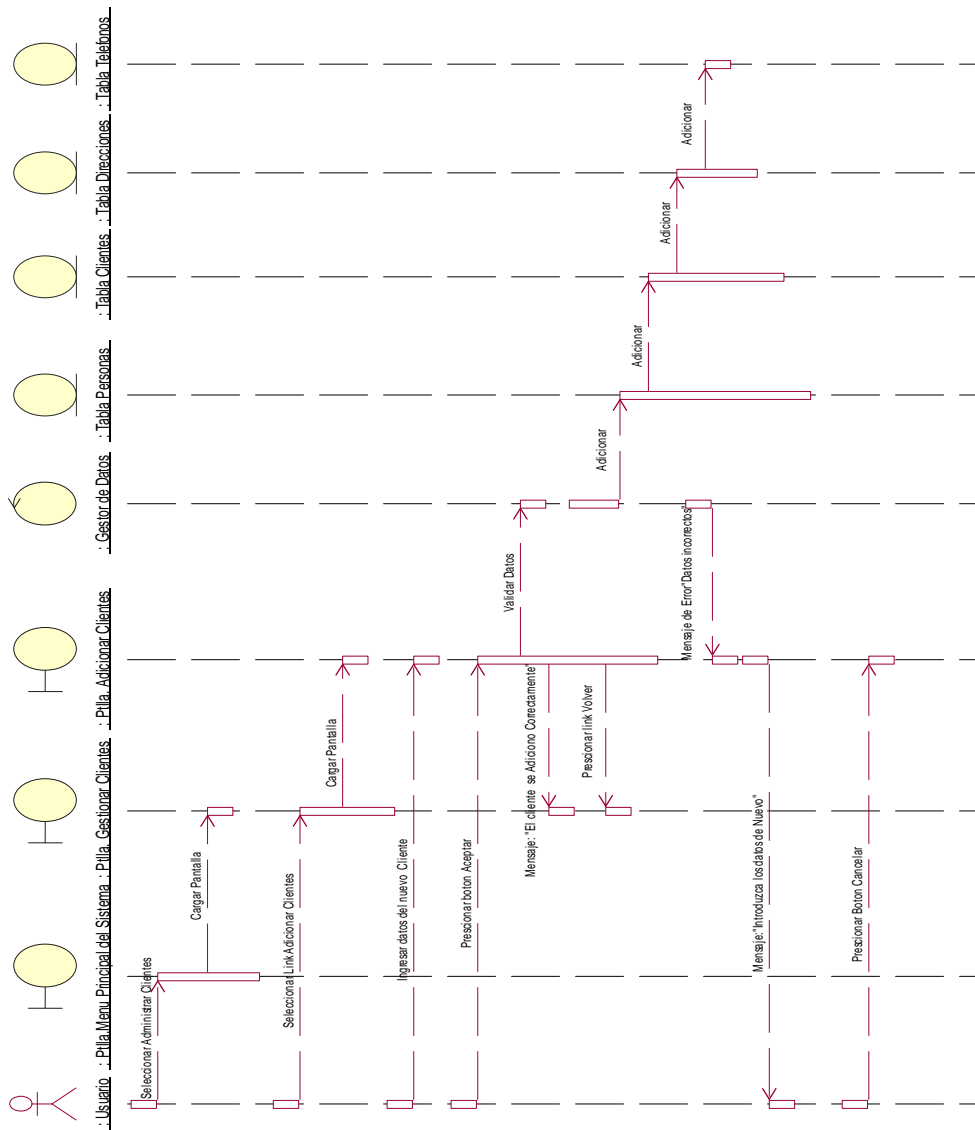 : Usuario
: Ptlla.Menu Principal del Sistema
: Ptlla. Gestionar Clientes
: Ptlla. Adicionar Clientes
: Gestor de Datos
: Tabla Personas
: Tabla Clientes
: Tabla Direcciones
: Tabla Telefonos
Seleccionar Administrar Clientes
Cargar Pantalla
Seleccionar Link Adicionar Clientes
Cargar Pantalla
Ingresar datos del nuevo Cliente
Prescionar boton Aceptar
Validar Datos
Mensaje: "El cliente se Adiciono Correctamente"
Prescionar link Volver
Adicionar
Adicionar
Adicionar
Adicionar
Mensaje de Error"Datos incorrectos"
Mensaje:"Introduzca los datos de Nuevo"
Prescionar Boton Cancelar